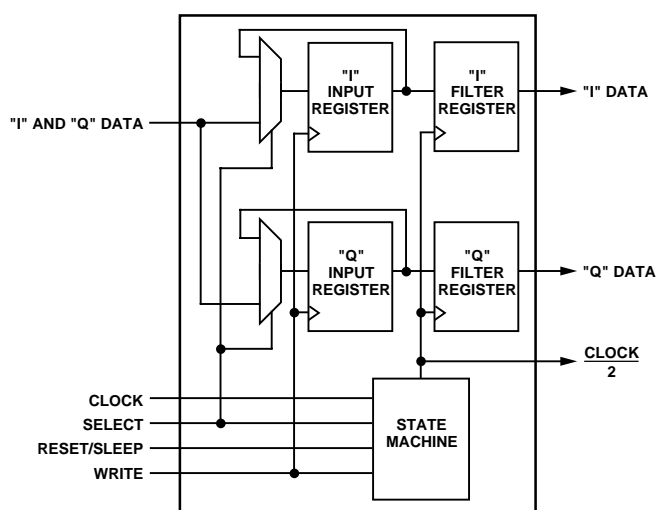 "I"
INPUT
REGISTER
"I"
FILTER
REGISTER
"I" DATA
"I" AND "Q" DATA
"Q"
INPUT
REGISTER
"Q"
FILTER
REGISTER
"Q" DATA
CLOCK
2
CLOCK
SELECT
RESET/SLEEP
WRITE
STATE
MACHINE